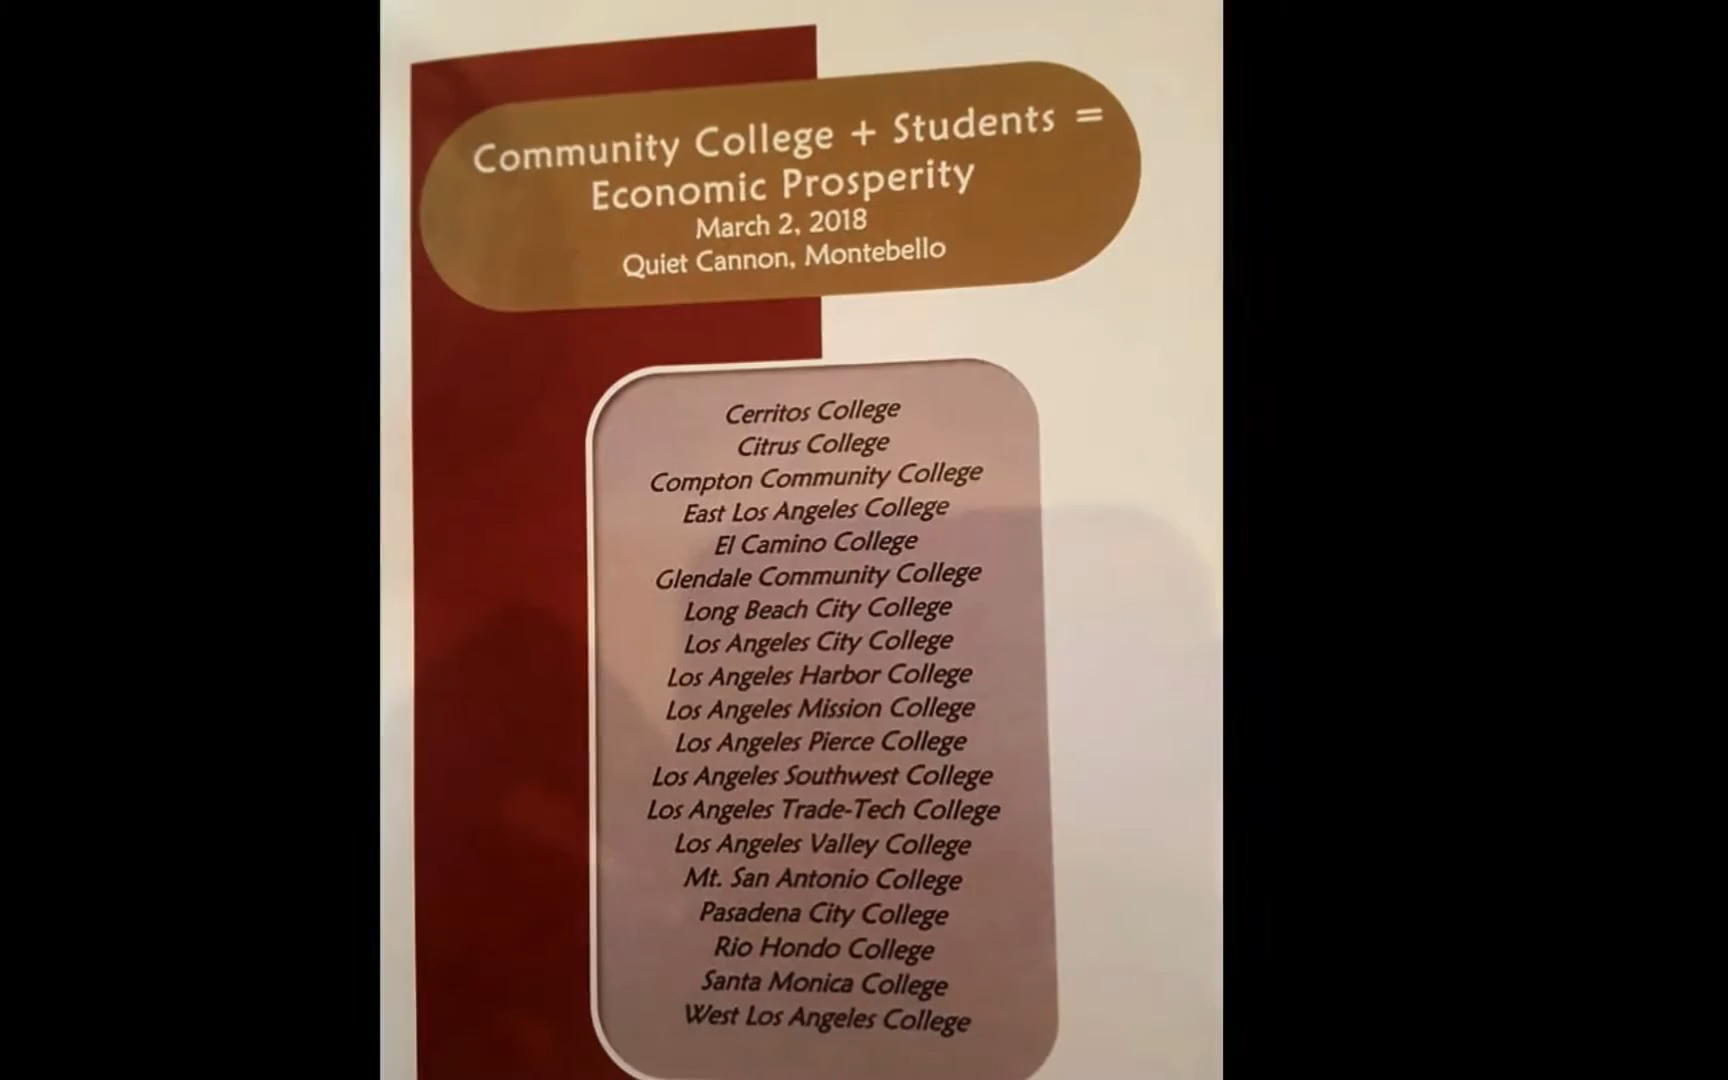 Community College + Students =
Economic Prosperity
March 2, 2018
Quiet Cannon, Montebello
Cerritos College
Citrus College
Compton Community College
East Los Angeles College
El Camino College
Glendale Community College
Long Beach City College
Los Angeles City College
Los Angeles Harbor College
Los Angeles Mission College
Los Angeles Pierce College
Los Angeles Southwest College
Los Angeles Trade-Tech College
Los Angeles Valley College
Mt. San Antonio College
Pasadena City College
Rio Hondo College
Santa Monica College
West Los Angeles College